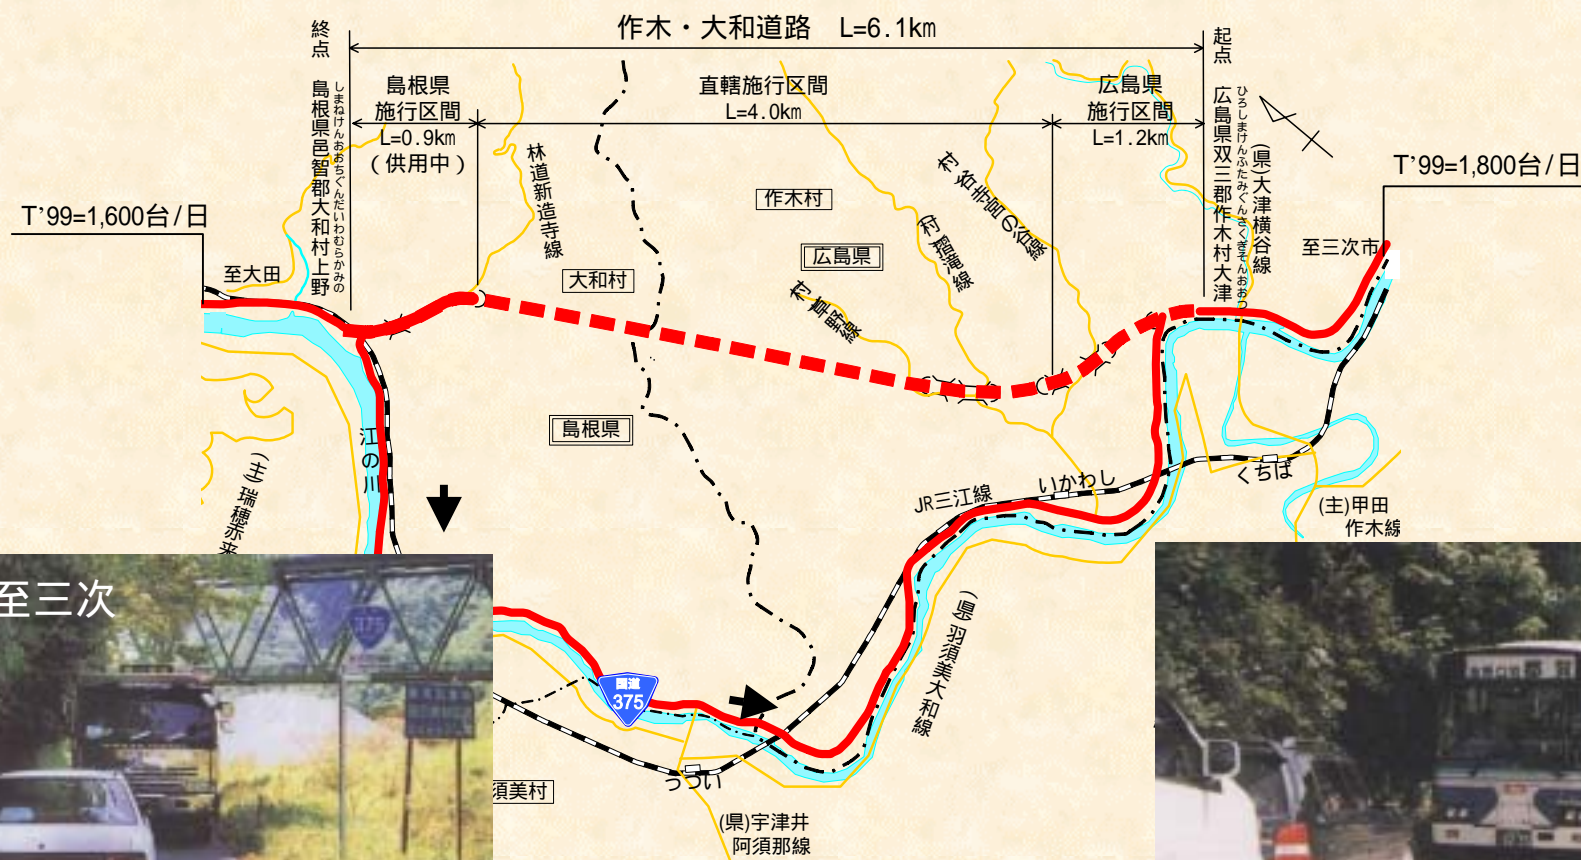 作木・大和道路 L=6.1km
終点
島根県邑智郡大和村上野
しまねけんおおちぐんだいわむらかみの
島根県
施行区間
L=0.9km
（供用中）
直轄施行区間
L=4.0km
広島県
施行区間
L=1.2km
起点
広島県双三郡作木村大津
ひろしまけんふたみぐんさくぎそんおおつ
(県)大津横谷線
T’99=1,600台/日
T’99=1,800台/日
至大田
至三次市
林道新造寺線
大和村
作木村
広島県
村 草野線
島根県
江の川
(主)瑞穂赤来
JR三江線
いかわし
くちば
(主)甲田
作木線
(県)羽須美大和線
国道
375
うつい
須美村
(県)宇津井
阿須那線
至三次
375